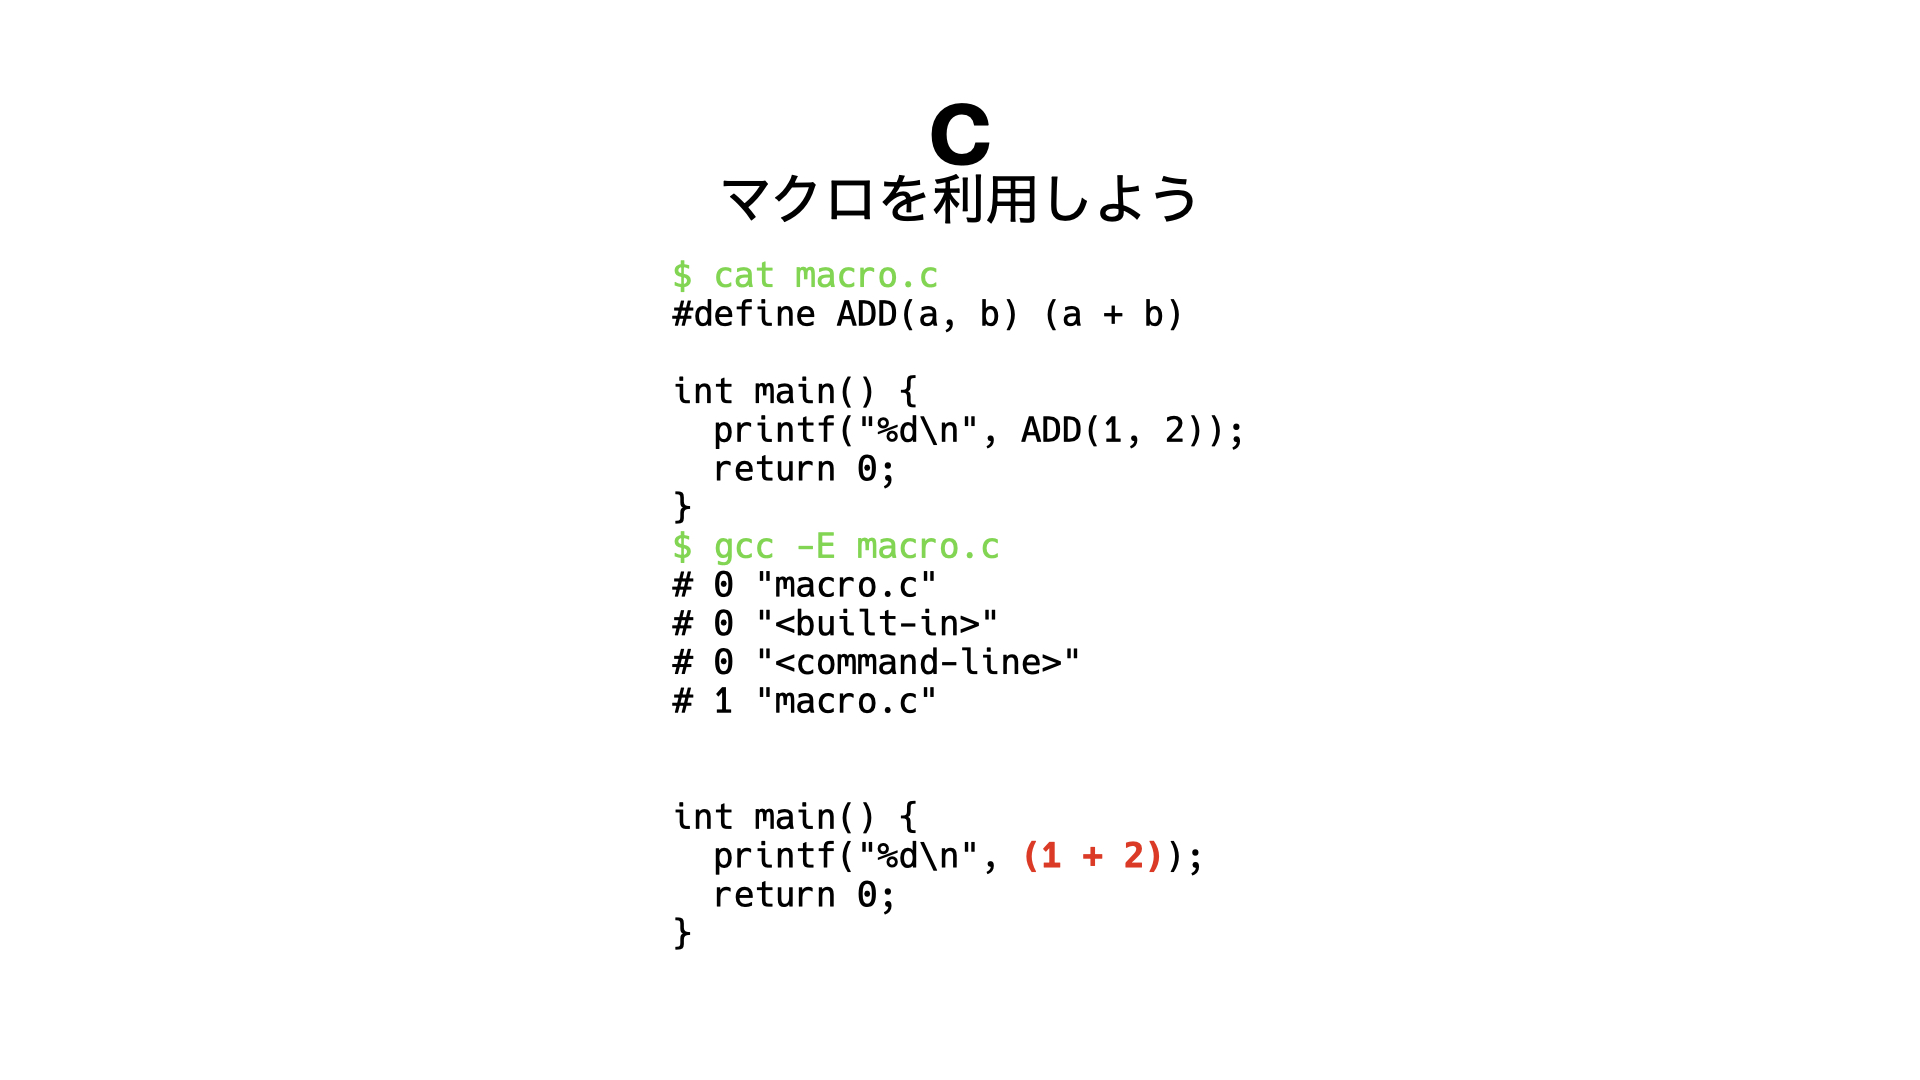 C
マクロを利用しよう
$ cat macro.c
#define ADD(a, b) (a + b)

int main() {
  printf("%d\n", ADD(1, 2));
  return 0;
}
$ gcc -E macro.c
# 0 "macro.c"
# 0 "<built-in>"
# 0 "<command-line>"
# 1 "macro.c"


int main() {
  printf("%d\n", (1 + 2));
  return 0;
}